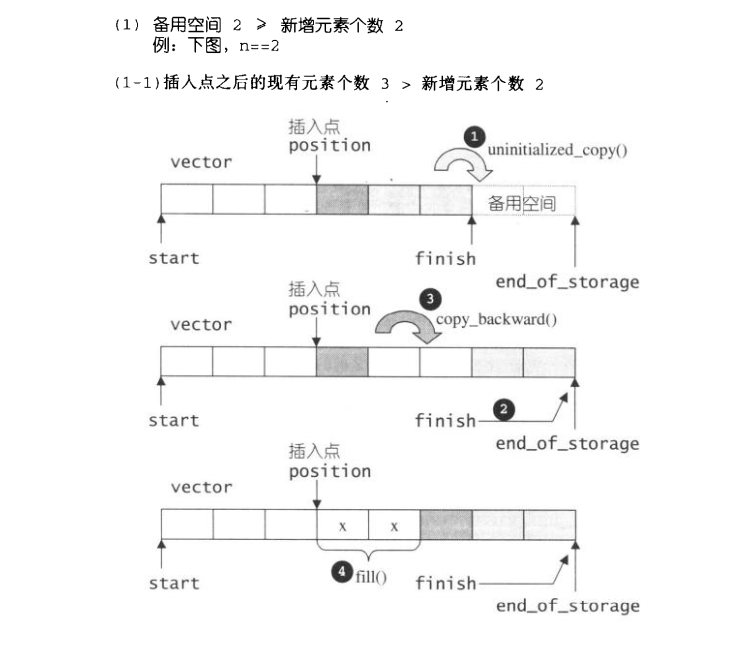 (1) 备用空间 2 ≥ 新增元素个数 2
例: 下图, n==2
(1-1)插入点之后的现有元素个数 3 > 新增元素个数 2
插入点
position
1
uninitialized_copy()
vector
备用空间
start
finish
end_of_storage
插入点
position
3
copy_backward()
vector
start
finish
2
end_of_storage
插入点
position
vector
x x
start
4 fill()
finish
end_of_storage